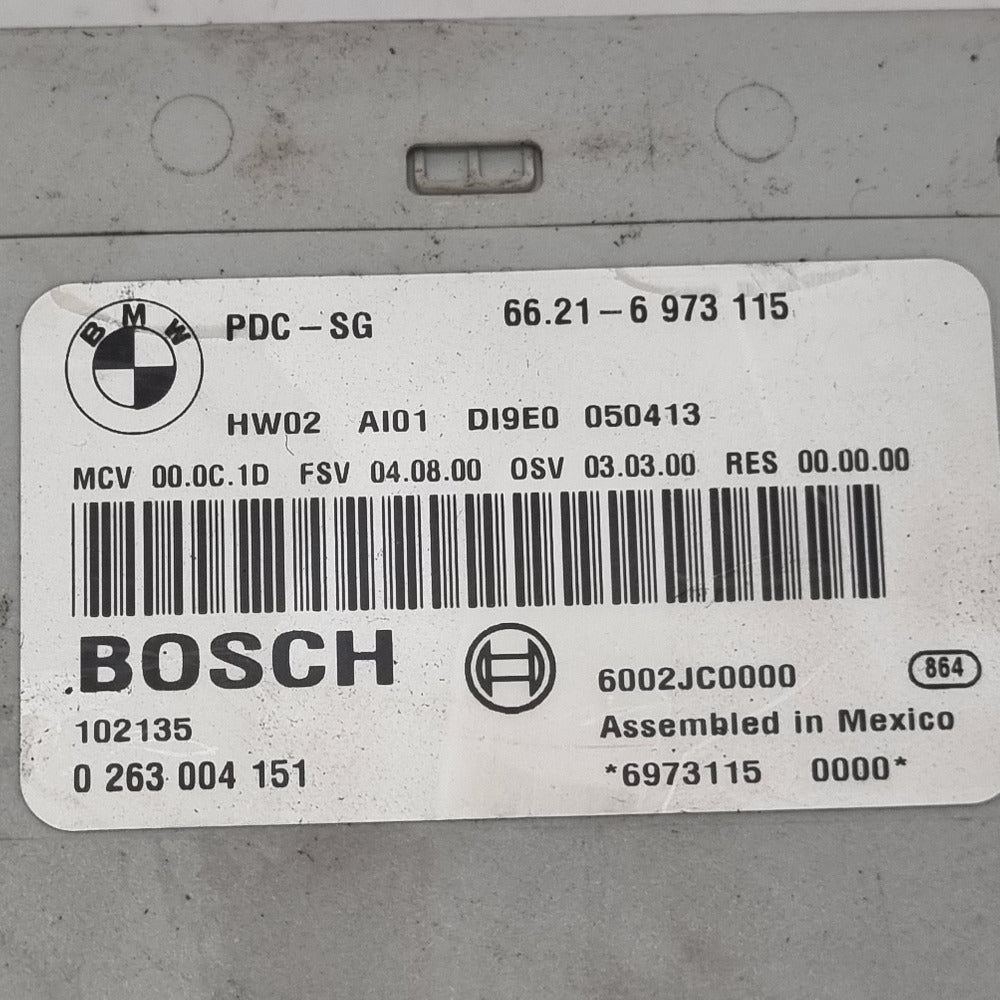 BMW
PDC-SG 66.21-6 973 115
HW02 AI01 DI9E0 050413
MCV 00.0C.1D FSV 04.08.00 OSV 03.03.00 RES 00.00.00
BOSCH
6002JC0000 864
102135 Assembled in Mexico
0 263 004 151 *6973115 0000*